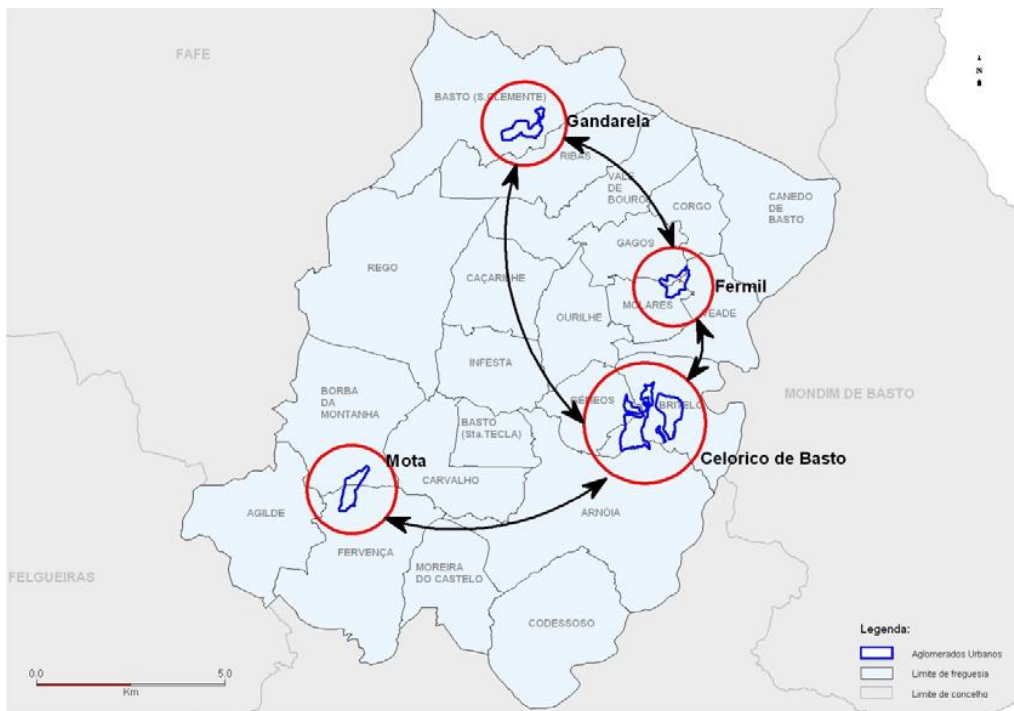 FAFE
N
BASTO (S.CLEMENTE)
Gandarela
RIBAS
VALE
DE
BOURO
CANEDO
DE
BASTO
CORGO
GAGOS
REGO
CAÇARILHE
Fermil
MOLARES
VEADE
OURILHE
INFESTA
BORBA
DA
MONTANHA
GÉMEOS
BRITELO
MONDIM DE BASTO
BASTO
(Sta.TECLA)
Celorico de Basto
Mota
CARVALHO
AGILDE
ARNÓIA
FERVENÇA
MOREIRA
DO CASTELO
FELGUEIRAS
CODESSOSO
0.0
5.0
Km
Legenda:
Aglomerados Urbanos
Limite de freguesia
Limite de concelho